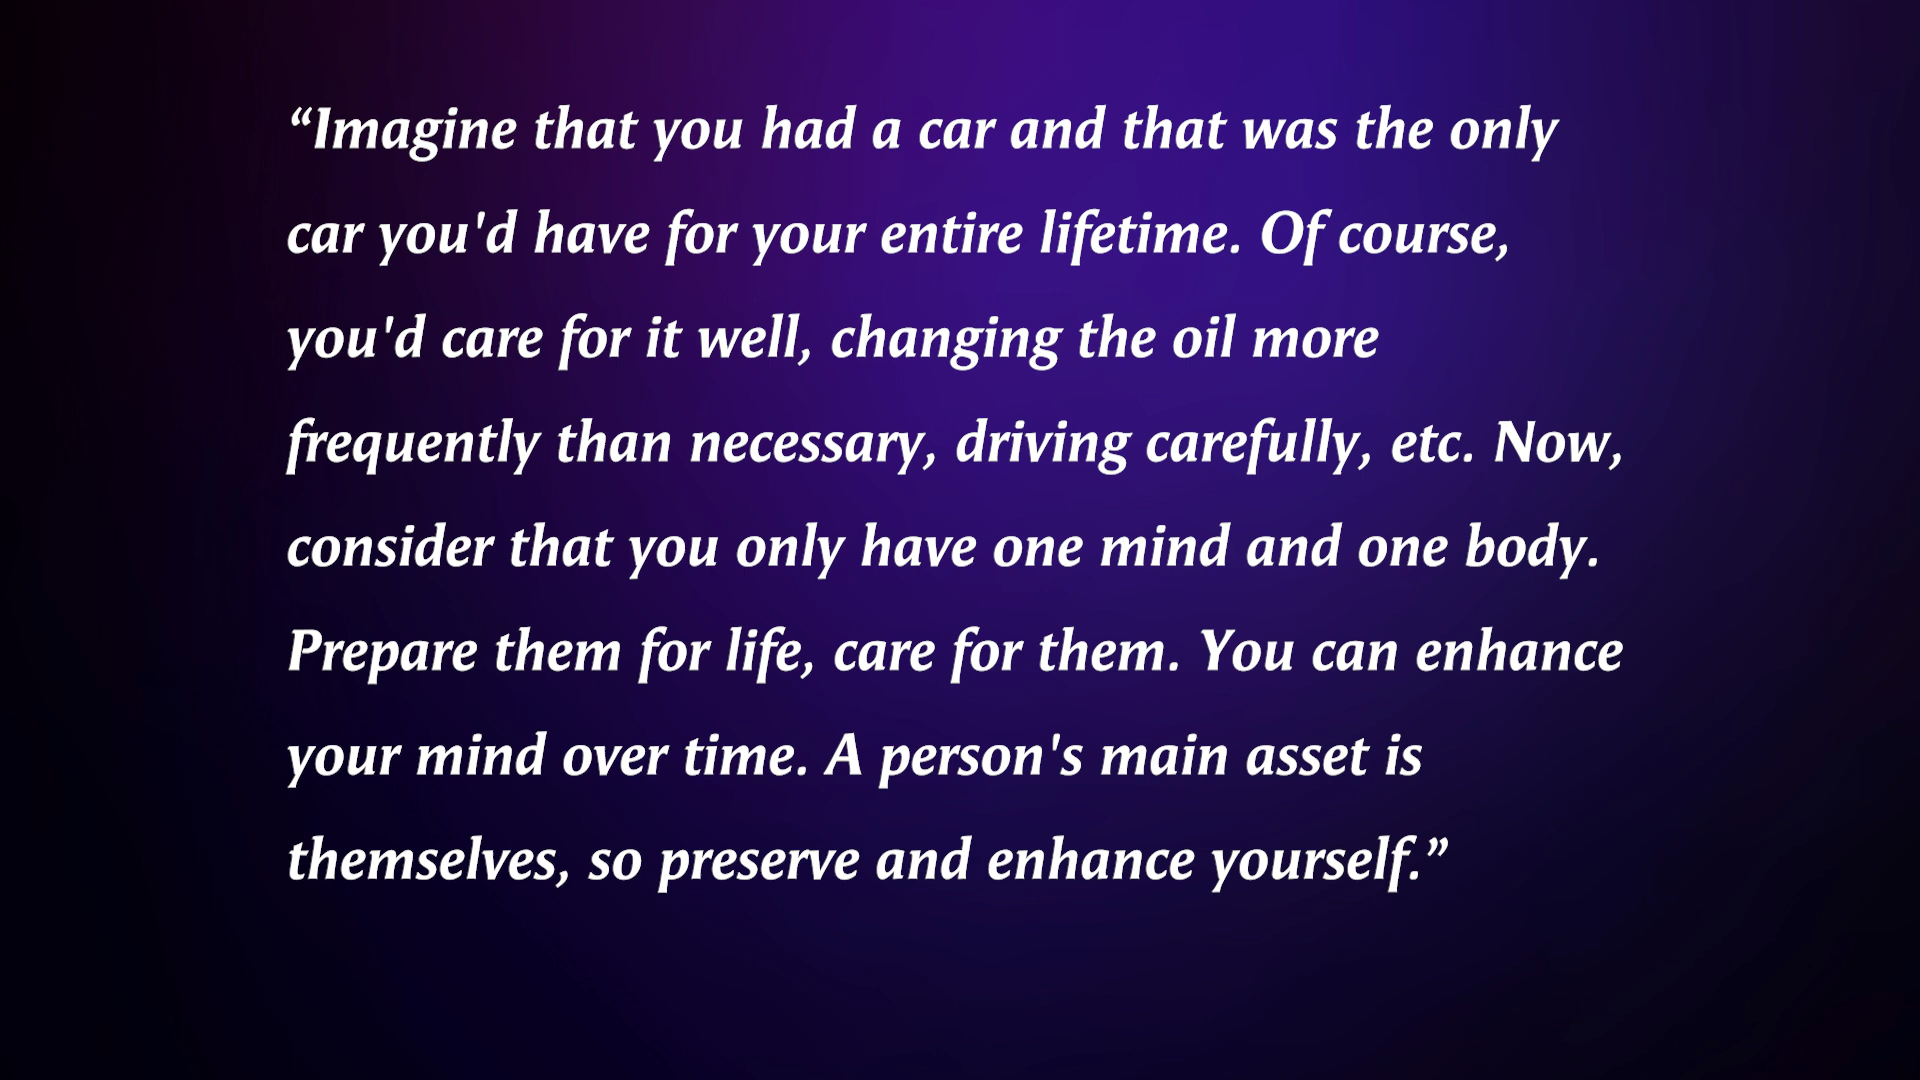 “Imagine that you had a car and that was the only
car you'd have for your entire lifetime. Of course,
you'd care for it well, changing the oil more
frequently than necessary, driving carefully, etc. Now,
consider that you only have one mind and one body.
Prepare them for life, care for them. You can enhance
your mind over time. A person's main asset is
themselves, so preserve and enhance yourself.”